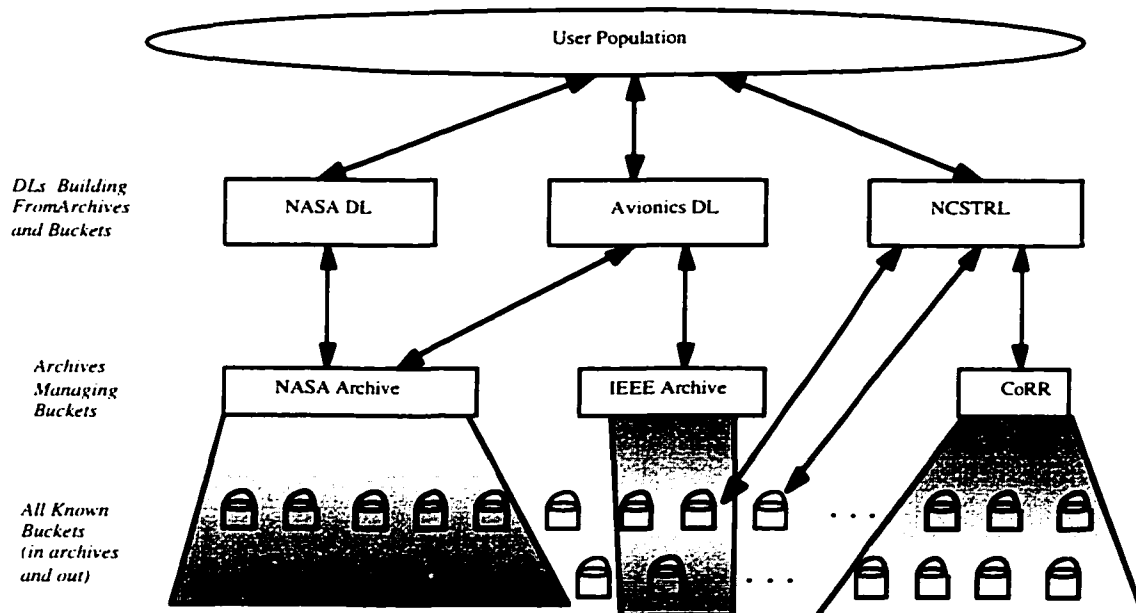 User Population
DLs Building
FromArchives
and Buckets
NASA DL
Avionics DL
NCSTRL
Archives
Managing
Buckets
NASA Archive
IEEE Archive
CoRR
All Known
Buckets
(in archives
and out)
. . .
. . . .